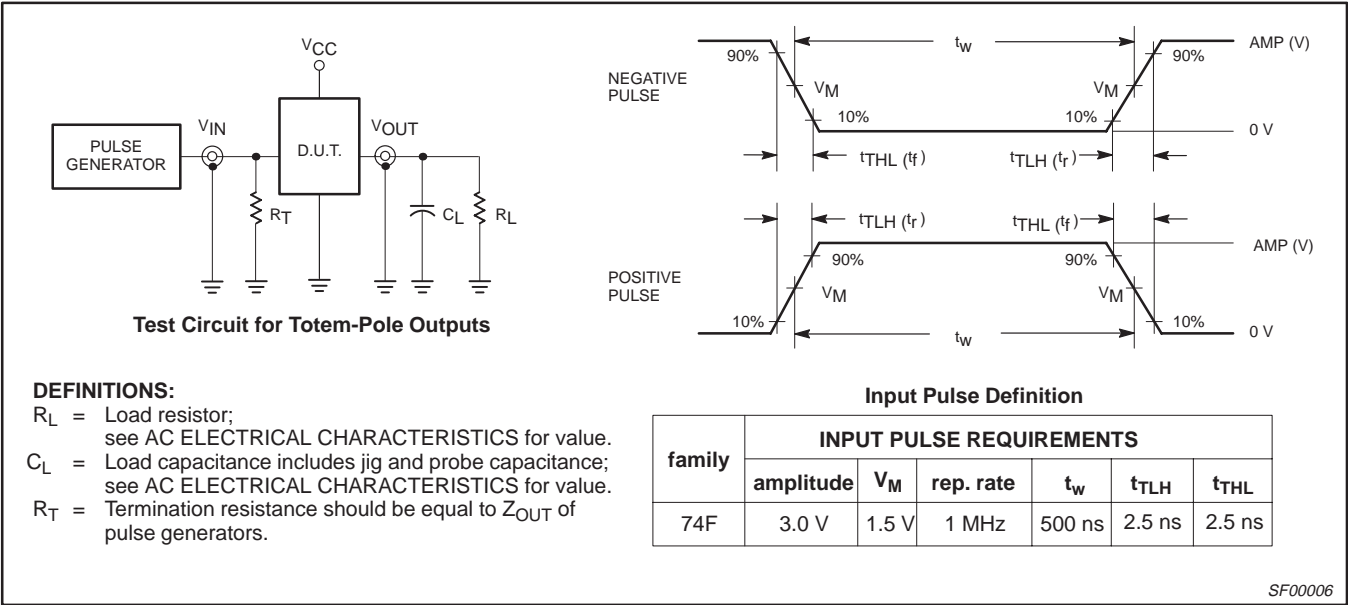 VCC
VIN
VOUT
PULSE
GENERATOR
D.U.T.
RT
CL
RL
Test Circuit for Totem-Pole Outputs
NEGATIVE
PULSE
90%
tw
90%
AMP (V)
VM
VM
10%
10%
0 V
tTHL (tf)
tTLH (tr)
tTLH (tr)
tTHL (tf)
AMP (V)
POSITIVE
PULSE
90%
90%
VM
VM
10%
10%
tw
0 V
DEFINITIONS:
RL = Load resistor;
see AC ELECTRICAL CHARACTERISTICS for value.
CL = Load capacitance includes jig and probe capacitance;
see AC ELECTRICAL CHARACTERISTICS for value.
RT = Termination resistance should be equal to ZOUT of
pulse generators.
Input Pulse Definition
family
INPUT PULSE REQUIREMENTS
amplitude VM rep. rate tw tTLH tTHL
74F 3.0 V 1.5 V 1 MHz 500 ns 2.5 ns 2.5 ns
SF00006